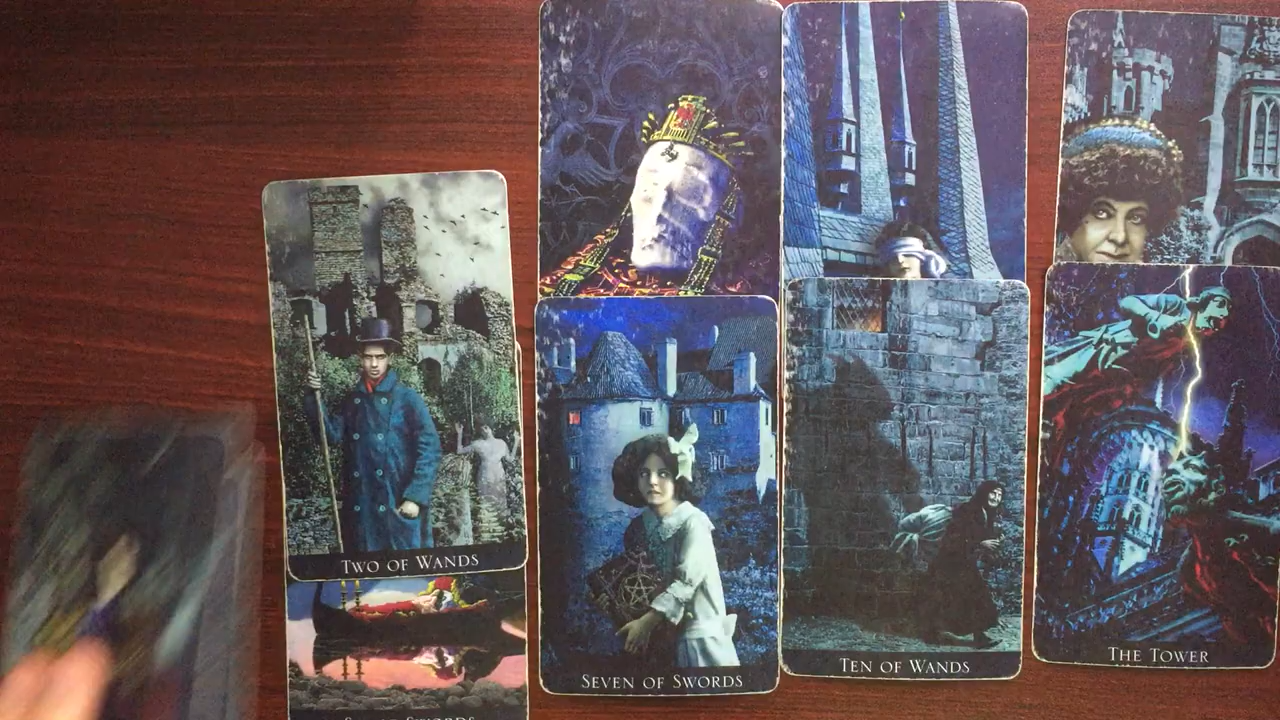 TWO OF WANDS
SEVEN OF SWORDS
TEN OF WANDS
THE TOWER